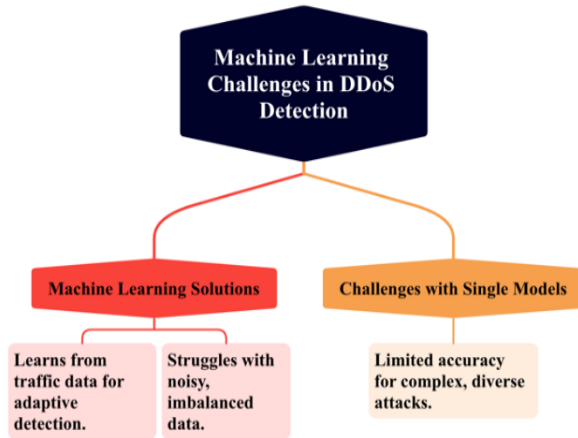 Machine Learning
Challenges in DDoS
Detection
Machine Learning Solutions
Challenges with Single Models
Learns from
traffic data for
adaptive
detection.
Struggles with
noisy,
imbalanced
data.
Limited accuracy
for complex, diverse
attacks.